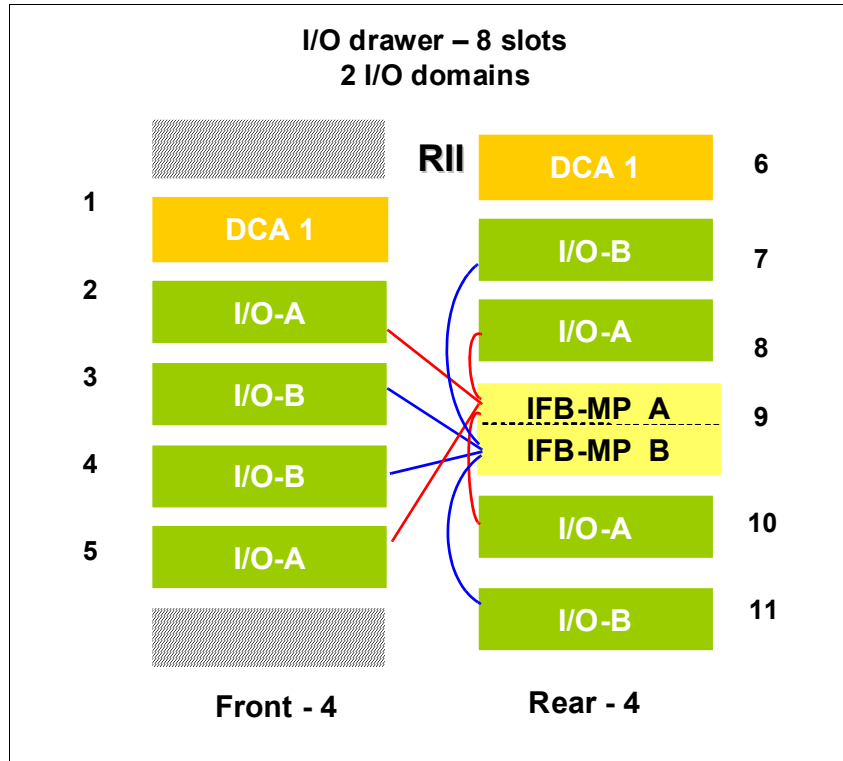 I/O drawer – 8 slots
2 I/O domains
RII
1
DCA 1
2
I/O-A
3
I/O-B
4
I/O-B
5
I/O-A
Front - 4
DCA 1
6
I/O-B
7
I/O-A
8
IFB-MP A
9
IFB-MP B
I/O-A
10
I/O-B
11
Rear - 4